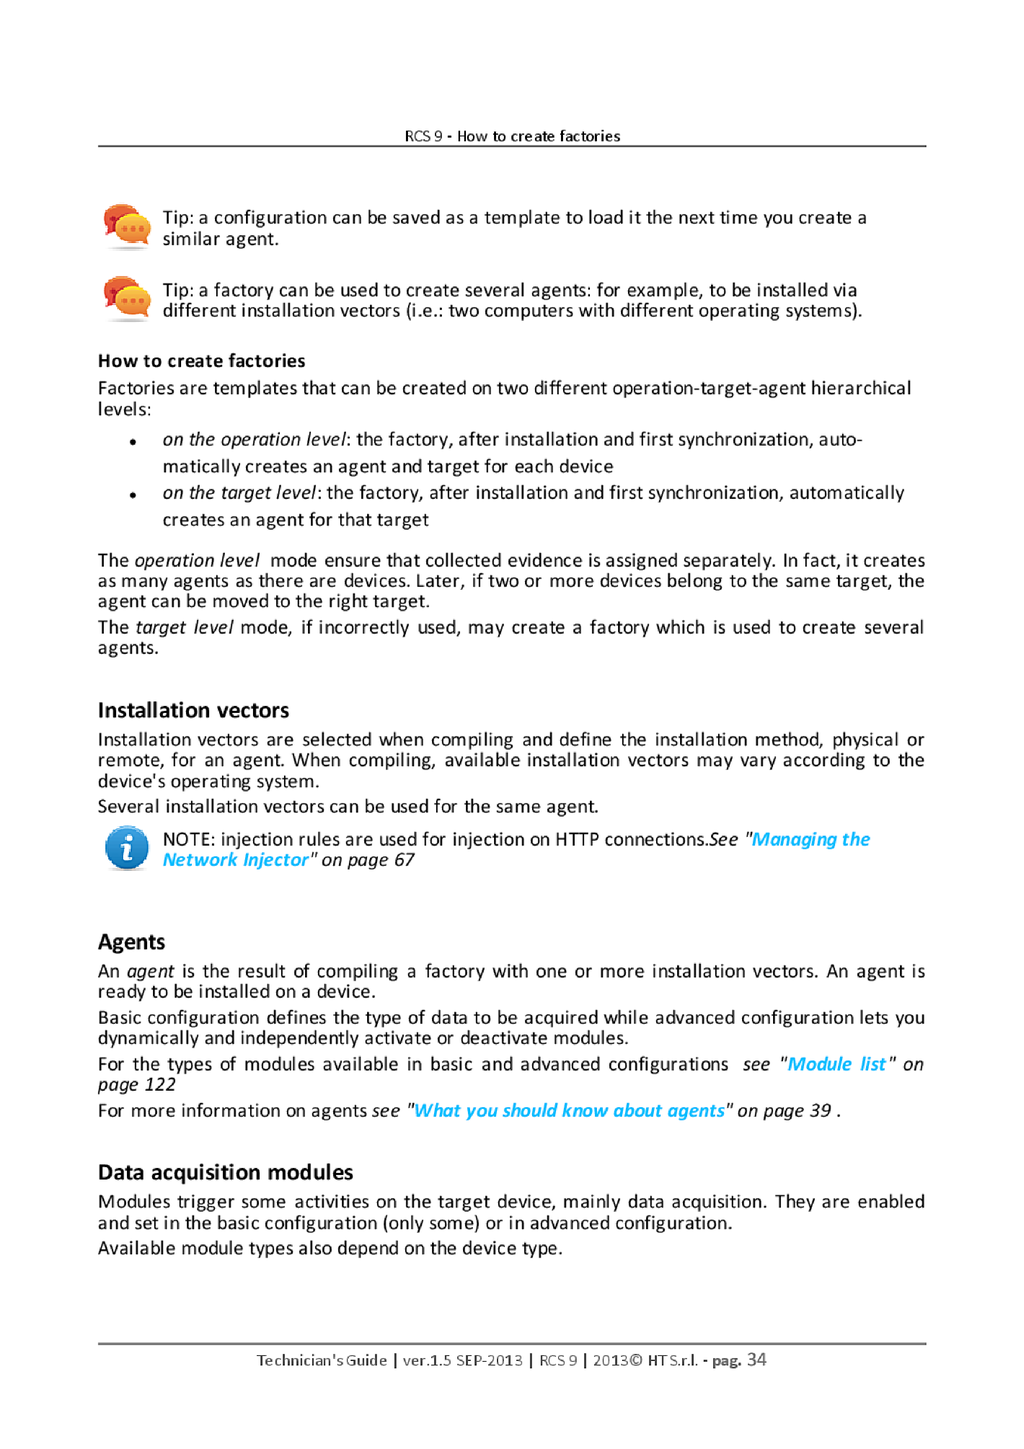 RCS 9 - How to create factories
Tip: a configuration can be saved as a template to load it the next time you create a
similar agent.
Tip: a factory can be used to create several agents: for example, to be installed via
different installation vectors (i.e.: two computers with different operating systems).
How to create factories
Factories are templates that can be created on two different operation-target-agent hierarchical
levels:
• on the operation level: the factory, after installation and first synchronization, auto-
matically creates an agent and target for each device
• on the target level: the factory, after installation and first synchronization, automatically
creates an agent for that target
The operation level mode ensure that collected evidence is assigned separately. In fact, it creates
as many agents as there are devices. Later, if two or more devices belong to the same target, the
agent can be moved to the right target.
The target level mode, if incorrectly used, may create a factory which is used to create several
agents.
Installation vectors
Installation vectors are selected when compiling and define the installation method, physical or
remote, for an agent. When compiling, available installation vectors may vary according to the
device's operating system.
Several installation vectors can be used for the same agent.
NOTE: injection rules are used for injection on HTTP connections.See "Managing the
Network Injector" on page 67
Agents
An agent is the result of compiling a factory with one or more installation vectors. An agent is
ready to be installed on a device.
Basic configuration defines the type of data to be acquired while advanced configuration lets you
dynamically and independently activate or deactivate modules.
For the types of modules available in basic and advanced configurations see "Module list" on
page 122
For more information on agents see "What you should know about agents" on page 39 .
Data acquisition modules
Modules trigger some activities on the target device, mainly data acquisition. They are enabled
and set in the basic configuration (only some) or in advanced configuration.
Available module types also depend on the device type.
Technician's Guide | ver.1.5 SEP-2013 | RCS 9 | 2013© HT S.r.l. - pag. 34